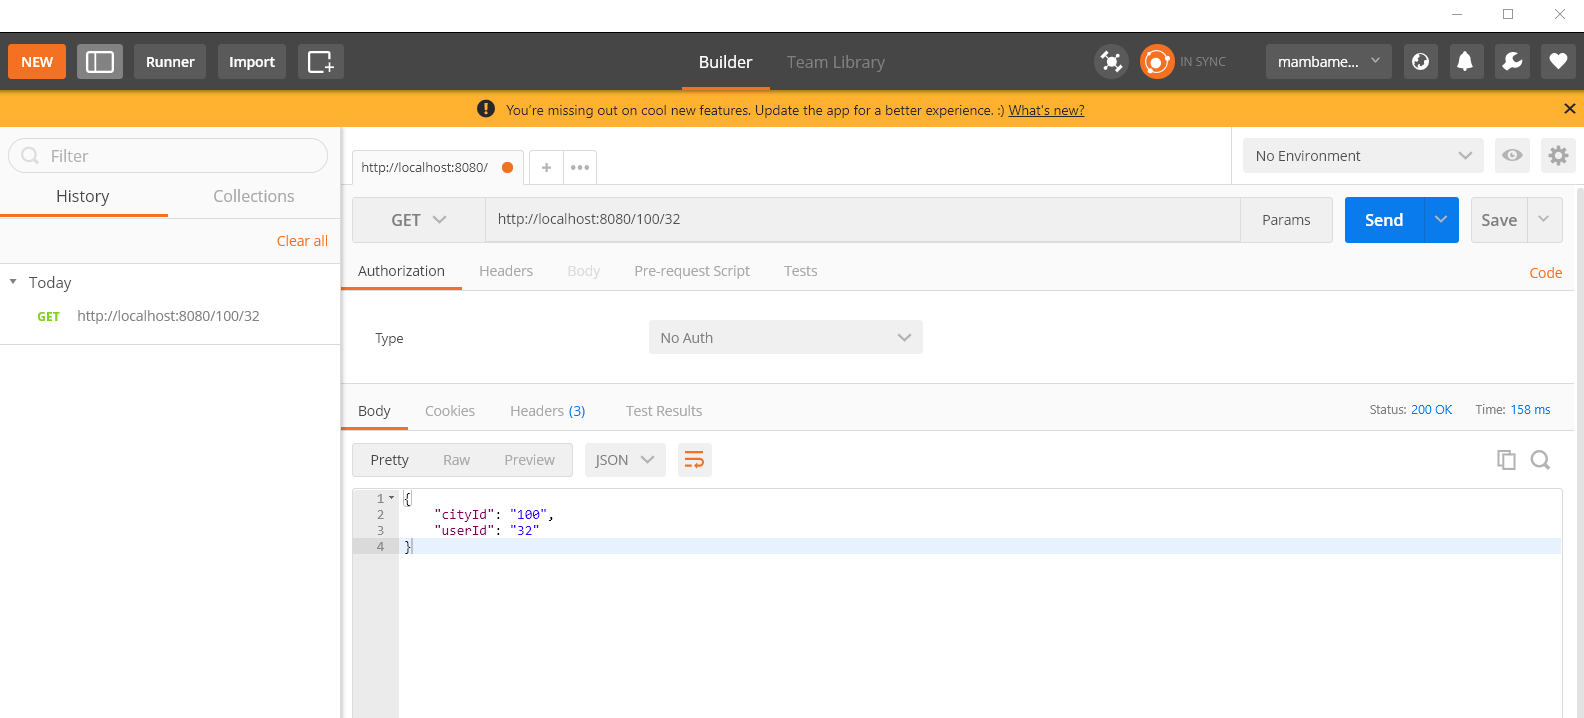 NEW Runner Import Builder Team Library IN SYNC mambame...
You’re missing out on cool new features. Update the app for a better experience. :) What's new?
Filter
History Collections
Clear all
Today
GET http://localhost:8080/100/32
http://localhost:8080/ + •••
No Environment
GET http://localhost:8080/100/32 Params Send Save
Authorization Headers Body Pre-request Script Tests Code
Type No Auth
Body Cookies Headers (3) Test Results Status: 200 OK Time: 158 ms
Pretty Raw Preview JSON
1 {
2 "cityId": "100",
3 "userId": "32"
4 }